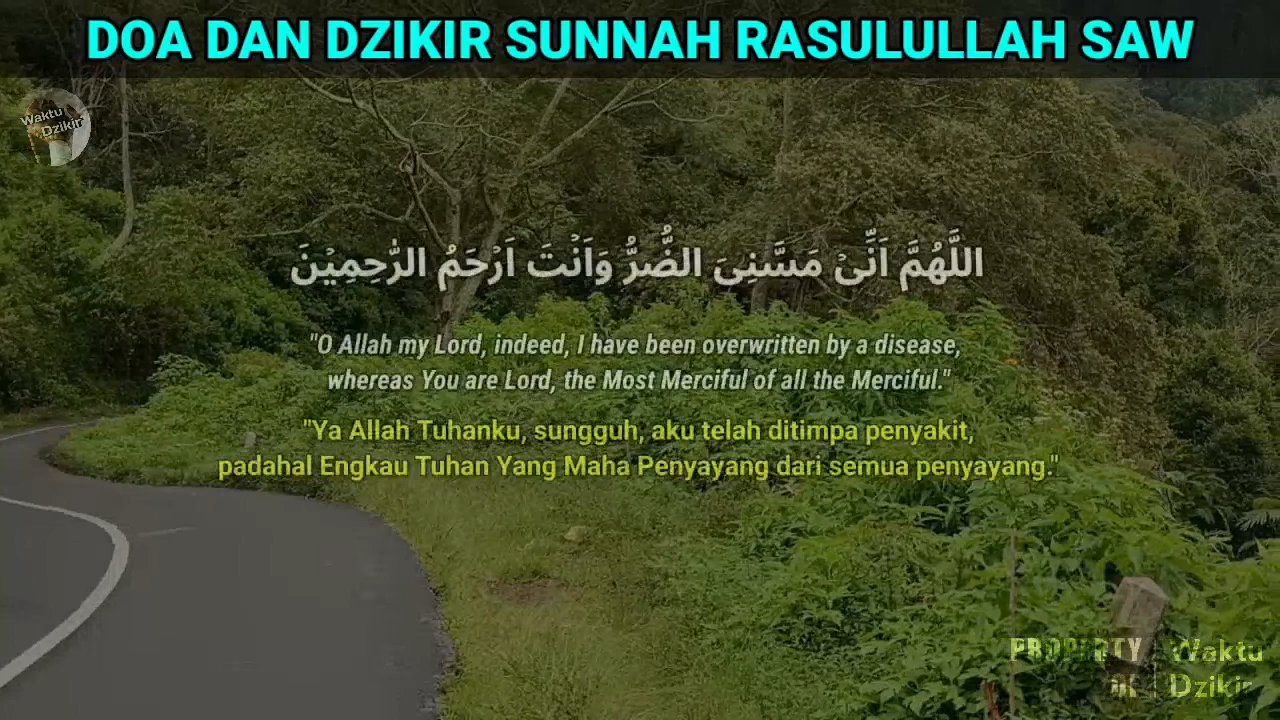 DOA DAN DZIKIR SUNNAH RASULULLAH SAW
Waktu
Dzikir
اللَّهُمَّ اَنِّىْ مَسَّنِىَ الضُّرُّ وَاَنْتَ اَرْحَمُ الرّٰحِمِيْنَ
"O Allah my Lord, indeed, I have been overwritten by a disease,
whereas You are Lord, the Most Merciful of all the Merciful."
"Ya Allah Tuhanku, sungguh, aku telah ditimpa penyakit,
padahal Engkau Tuhan Yang Maha Penyayang dari semua penyayang."
PROPERTY Waktu
Dzikir